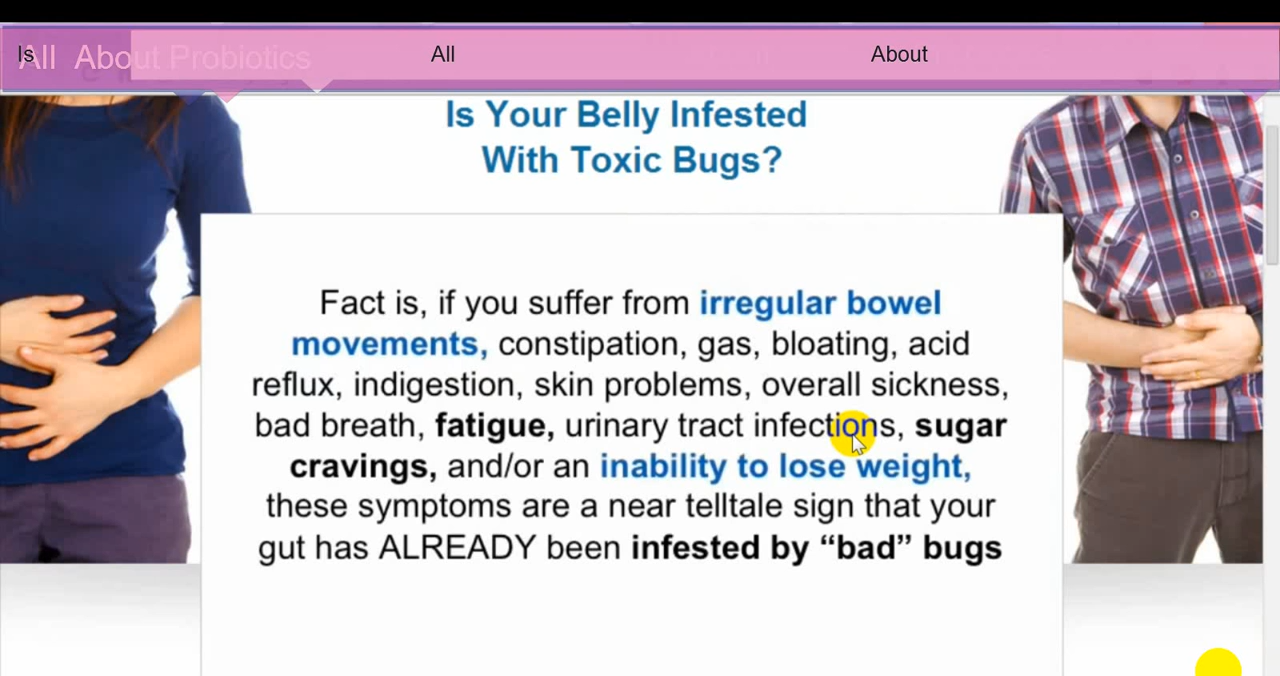 Is All About
All About Probiotics
Is Your Belly Infested
With Toxic Bugs?
Fact is, if you suffer from irregular bowel
movements, constipation, gas, bloating, acid
reflux, indigestion, skin problems, overall sickness,
bad breath, fatigue, urinary tract infections, sugar
cravings, and/or an inability to lose weight,
these symptoms are a near telltale sign that your
gut has ALREADY been infested by “bad” bugs